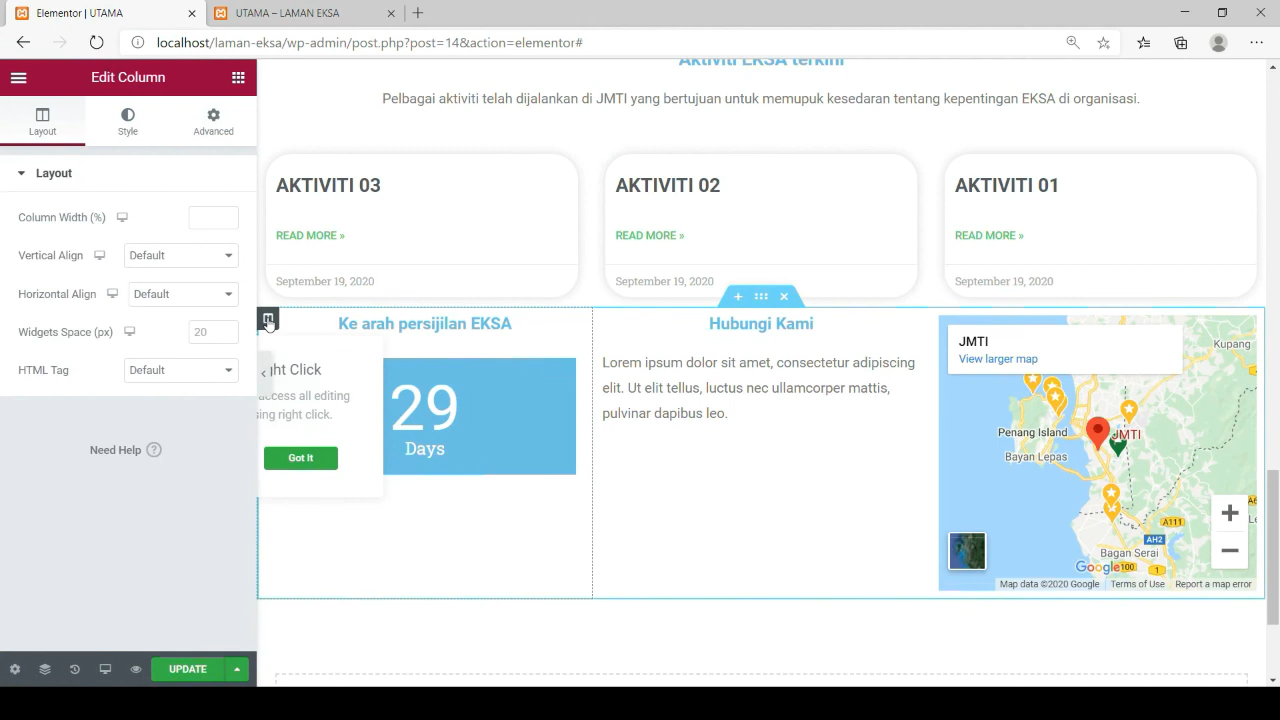 Elementor | UTAMA
UTAMA – LAMAN EKSA
localhost/laman-eksa/wp-admin/post.php?post=14&action=elementor#
Edit Column
Layout
Style
Advanced
Layout
Column Width (%)
Vertical Align
Default
Horizontal Align
Default
Widgets Space (px)
20
HTML Tag
Default
Need Help
UPDATE
Aktiviti EKSA terkini
Pelbagai aktiviti telah dijalankan di JMTI yang bertujuan untuk memupuk kesedaran tentang kepentingan EKSA di organisasi.
AKTIVITI 03
READ MORE »
September 19, 2020
AKTIVITI 02
READ MORE »
September 19, 2020
AKTIVITI 01
READ MORE »
September 19, 2020
Ke arah persijilan EKSA
ht Click
access all editing
sing right click.
Got It
29
Days
Hubungi Kami
Lorem ipsum dolor sit amet, consectetur adipiscing
elit. Ut elit tellus, luctus nec ullamcorper mattis,
pulvinar dapibus leo.
JMTI
View larger map
Kupang
Penang Island
JMTI
Bayan Lepas
A111
AH2
Bagan Serai
100
1
Google
Map data ©2020 Google
Terms of Use
Report a map error